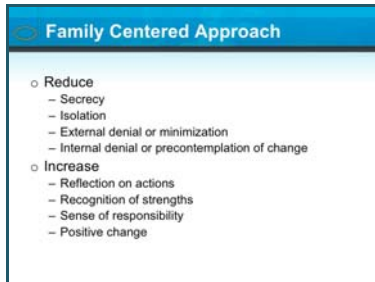 Family Centered Approach
o Reduce
– Secrecy
– Isolation
– External denial or minimization
– Internal denial or precontemplation of change
o Increase
– Reflection on actions
– Recognition of strengths
– Sense of responsibility
– Positive change